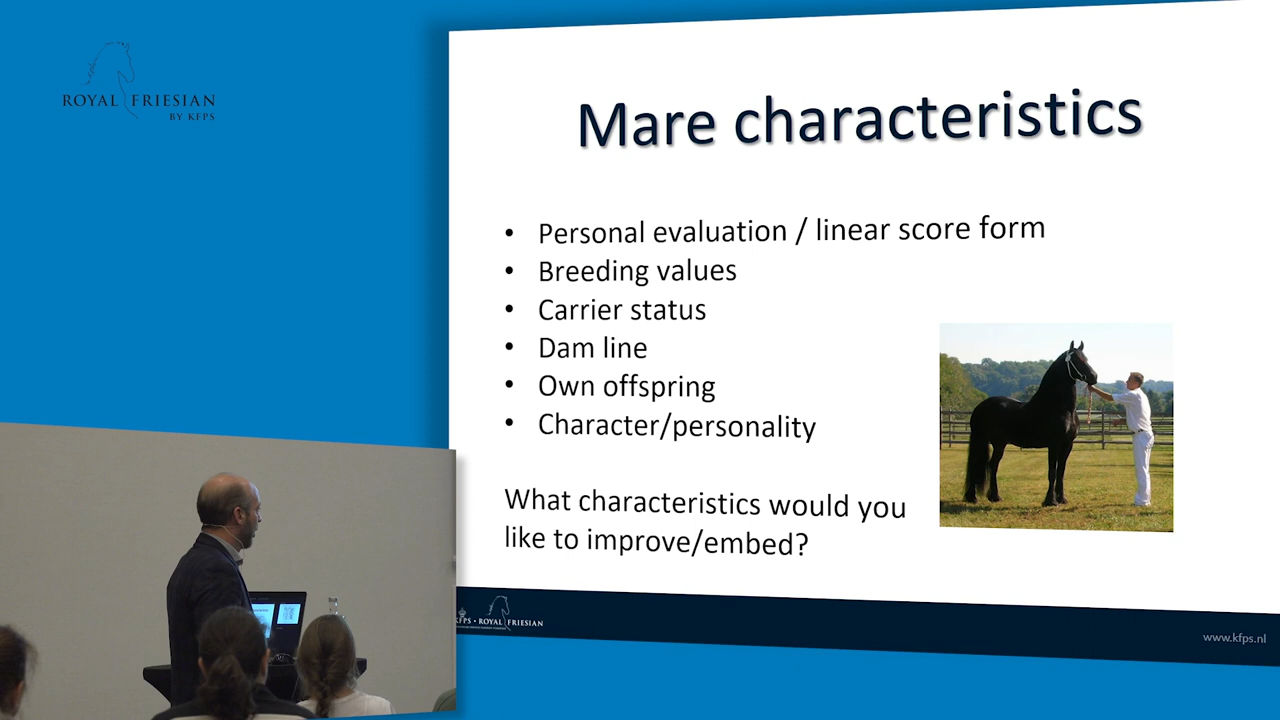 ROYAL FRIESIAN
BY KFPS
Mare characteristics
• Personal evaluation / linear score form
• Breeding values
• Carrier status
• Dam line
• Own offspring
• Character/personality
What characteristics would you
like to improve/embed?
KFPS • ROYAL FRIESIAN
www.kfps.nl